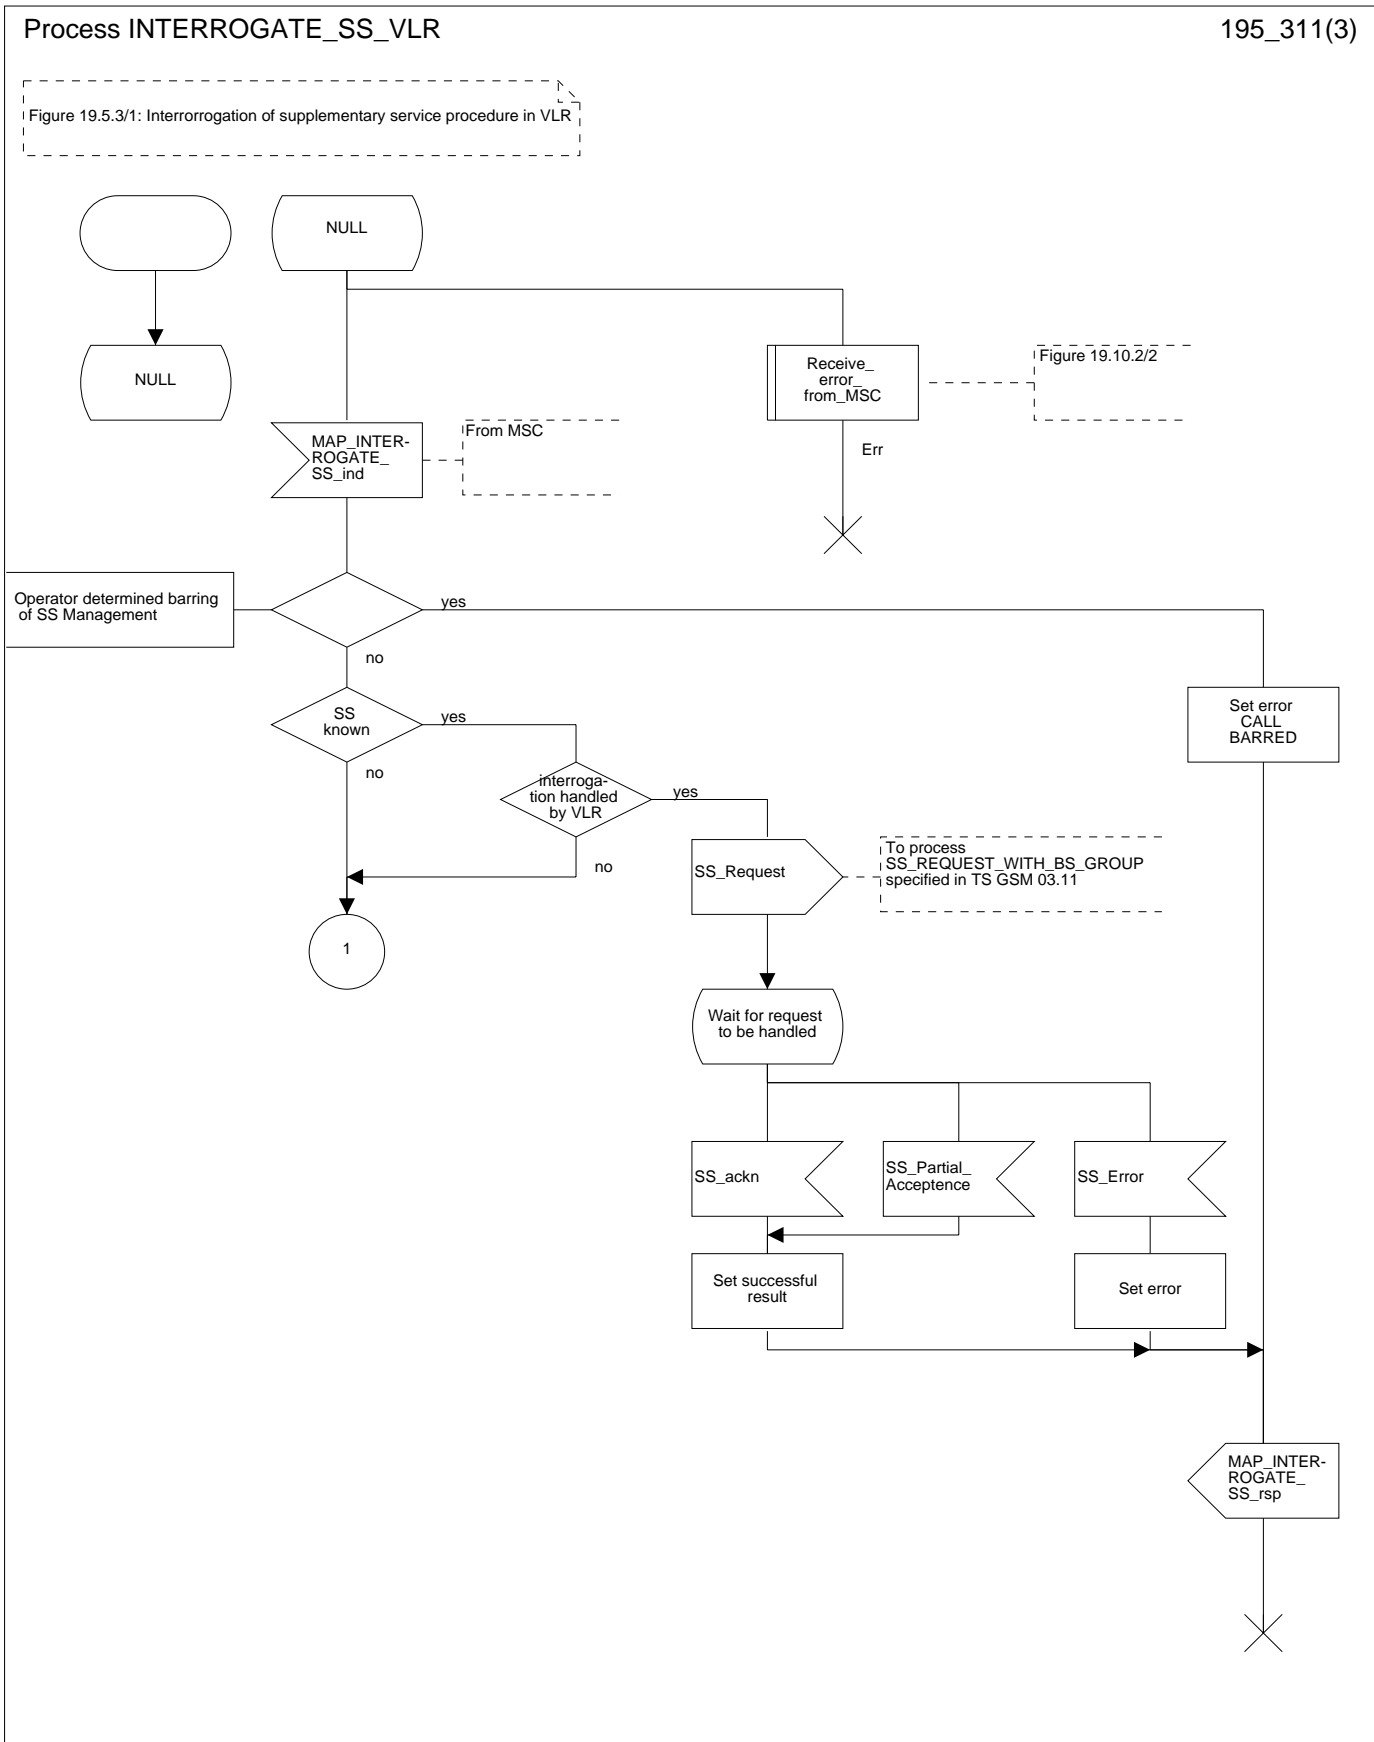 Process INTERROGATE_SS_VLR
195_311(3)
Figure 19.5.3/1: Interrorrogation of supplementary service procedure in VLR
NULL
NULL
Receive_
error_
from_MSC
Figure 19.10.2/2
MAP_INTER-
ROGATE_
SS_ind
From MSC
Err
Operator determined barring
of SS Management
yes
no
SS
known
yes
no
Set error
CALL
BARRED
interroga-
tion handled
by VLR
yes
no
SS_Request
To process
SS_REQUEST_WITH_BS_GROUP
specified in TS GSM 03.11
1
Wait for request
to be handled
SS_ackn
SS_Partial_
Acceptence
SS_Error
Set successful
result
Set error
MAP_INTER-
ROGATE_
SS_rsp